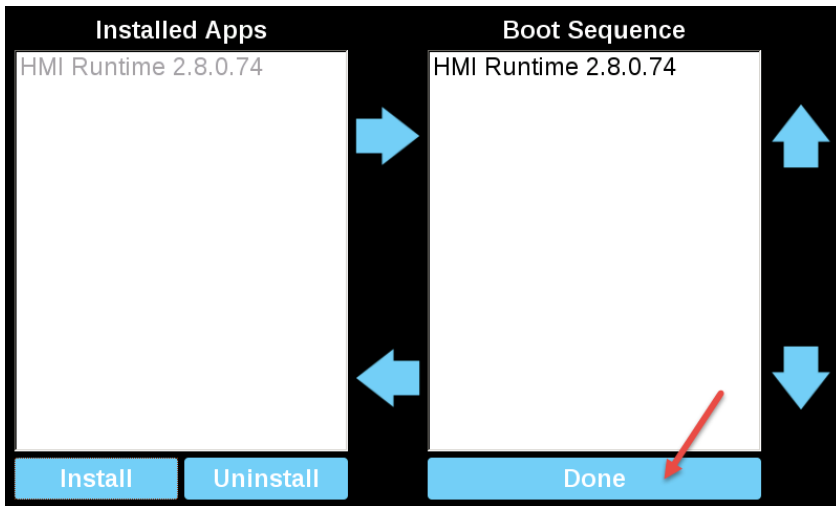 Installed Apps
HMI Runtime 2.8.0.74
Install
Uninstall
Boot Sequence
HMI Runtime 2.8.0.74
Done